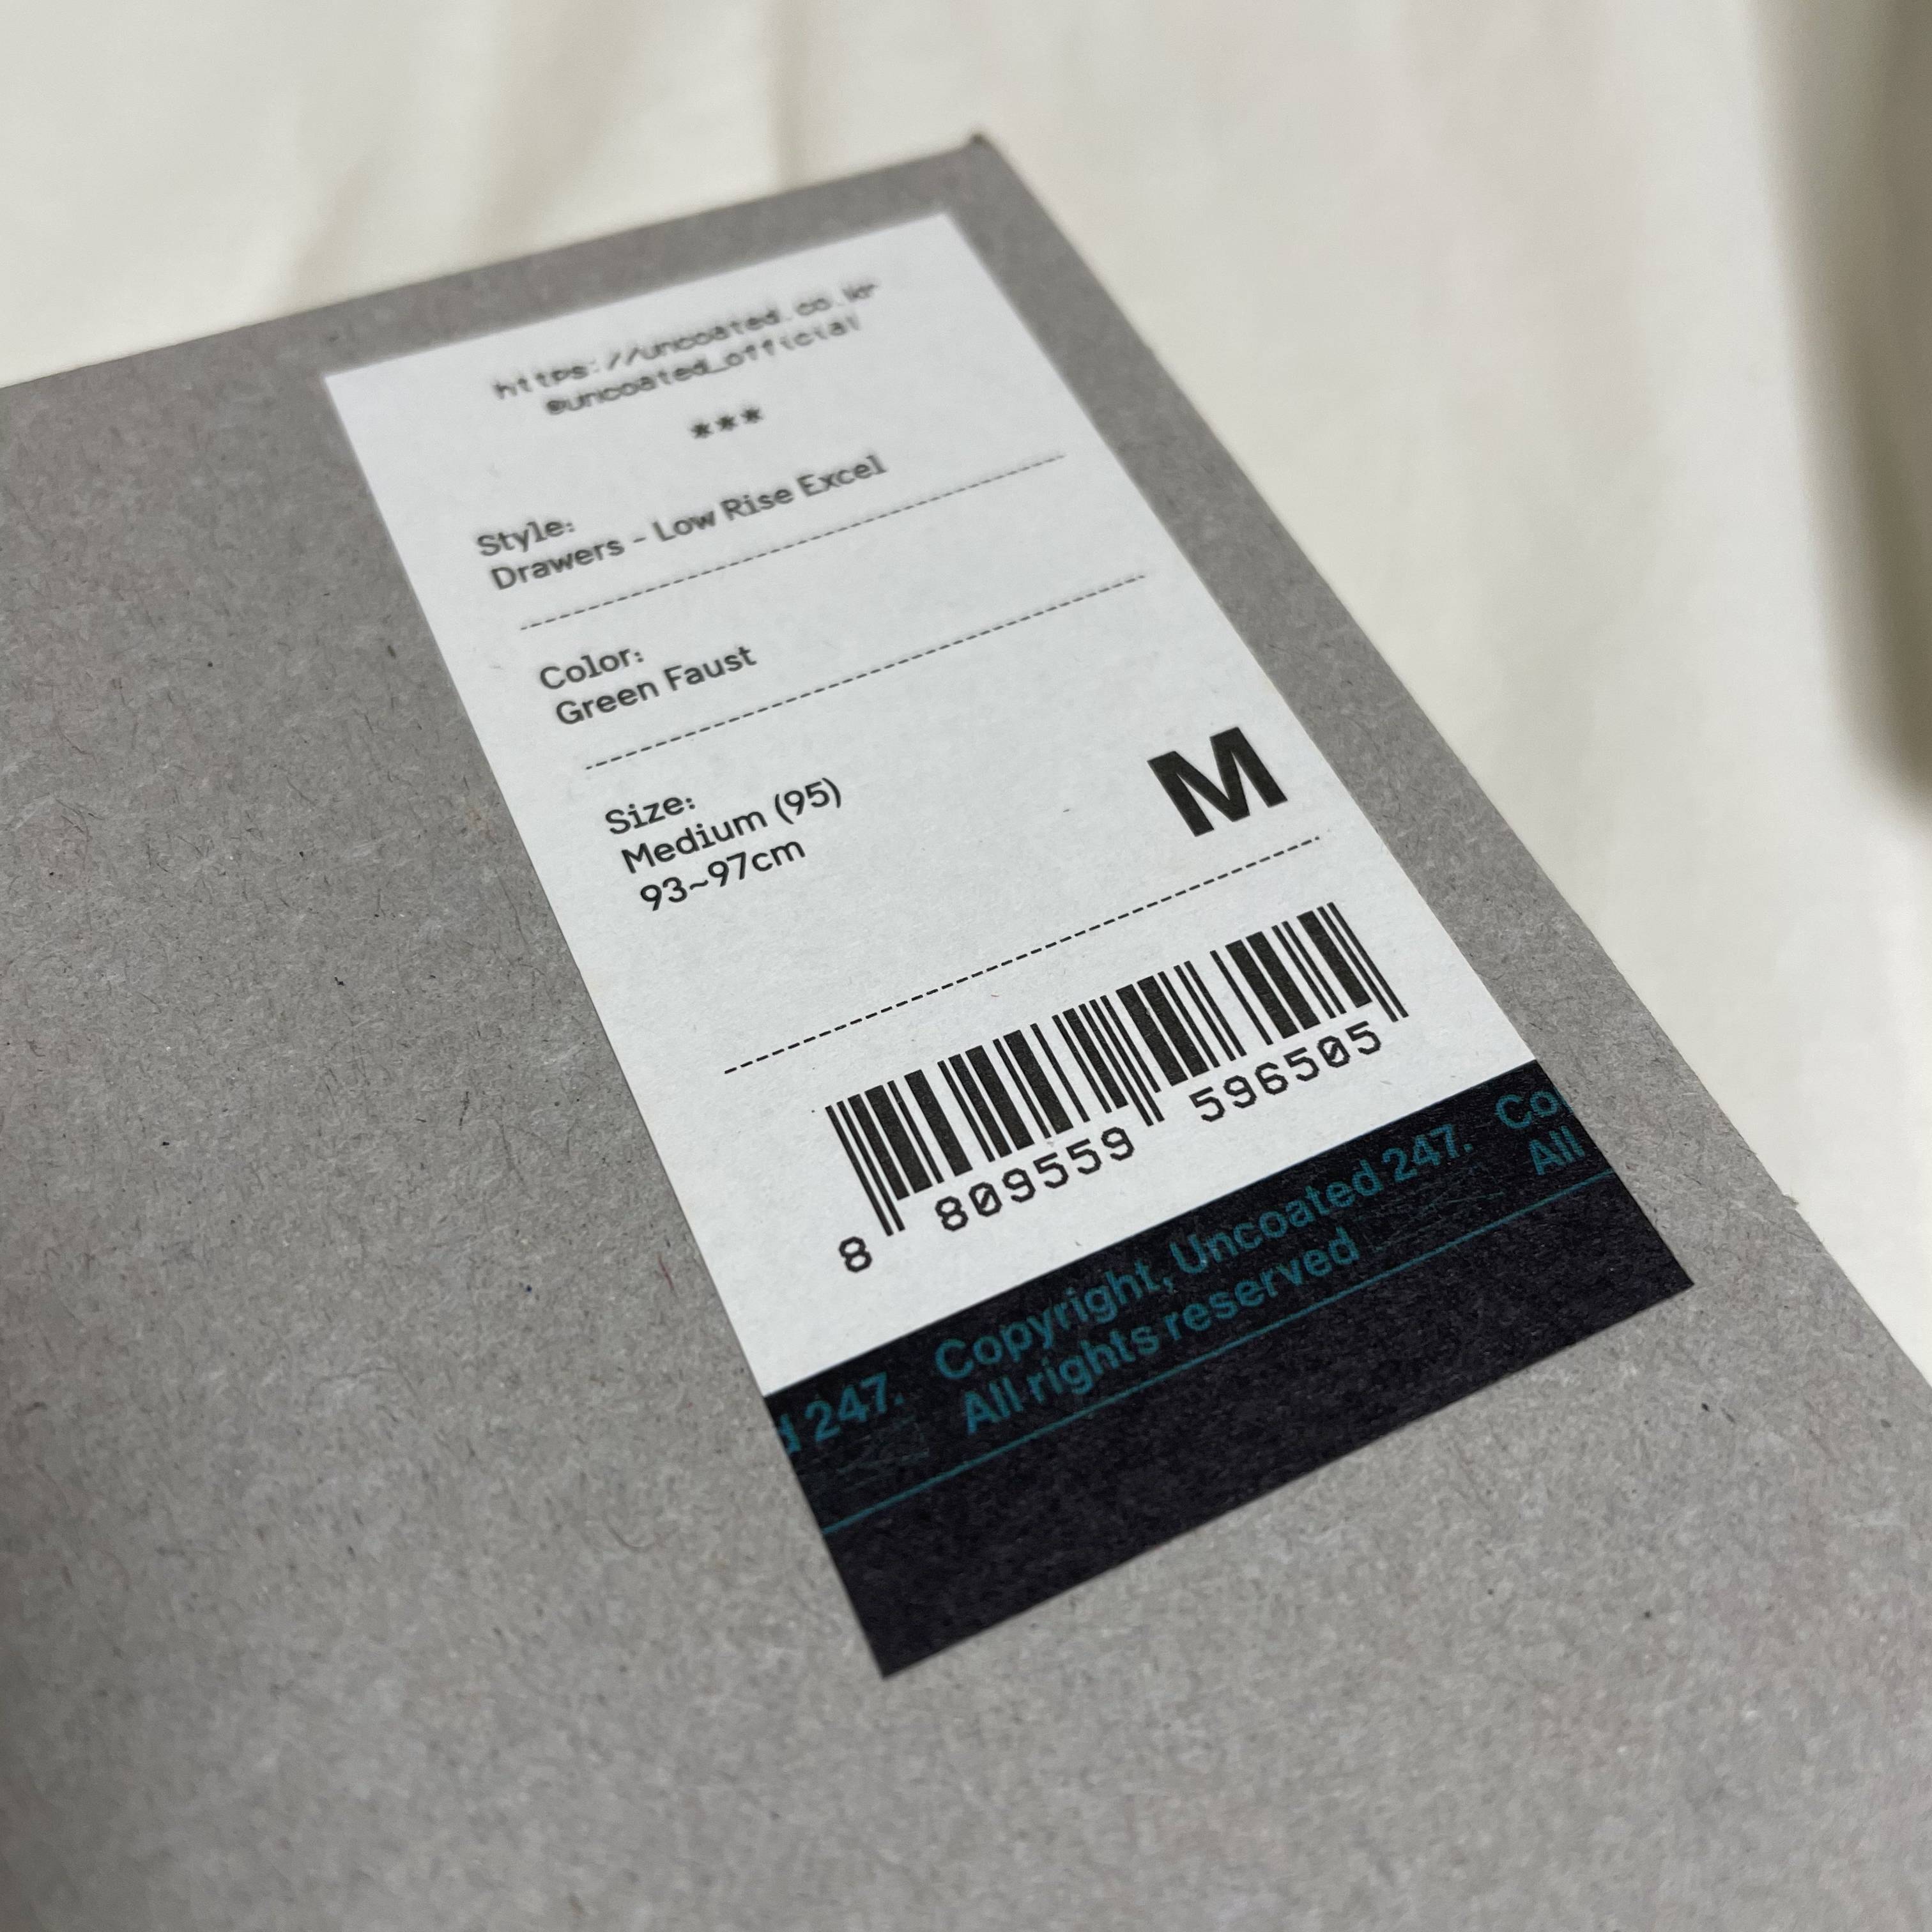 https://uncoated.co.kr
@uncoated_official
***
Style:
Drawers - Low Rise Excel
Color:
Green Faust
Size:
Medium (95)
93~97cm
M
8 809559 596505
d 247. Copyright, Uncoated 247. Co
All rights reserved All